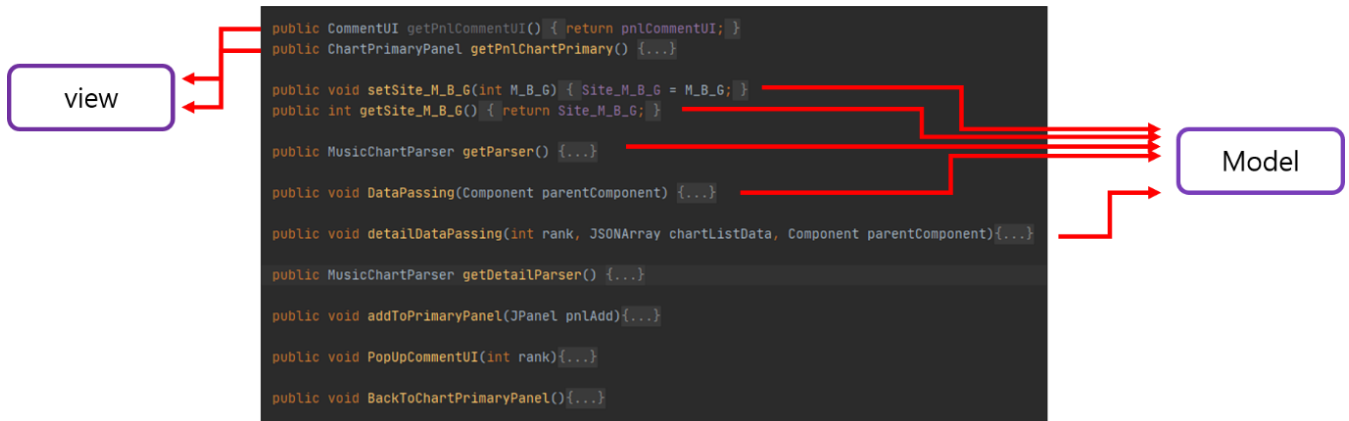 public CommentUI getPnlCommentUI() { return pnlCommentUI; }
public ChartPrimaryPanel getPnlChartPrimary() {...}
view
public void setSite_M_B_G(int M_B_G) { Site_M_B_G = M_B_G; }
public int getSite_M_B_G() { return Site_M_B_G; }
public MusicChartParser getParser() {...}
Model
public void DataPassing(Component parentComponent) {...}
public void detailDataPassing(int rank, JSONArray chartListData, Component parentComponent){...}
public MusicChartParser getDetailParser() {...}
public void addToPrimaryPanel(JPanel pnlAdd){...}
public void PopUpCommentUI(int rank){...}
public void BackToChartPrimaryPanel(){...}